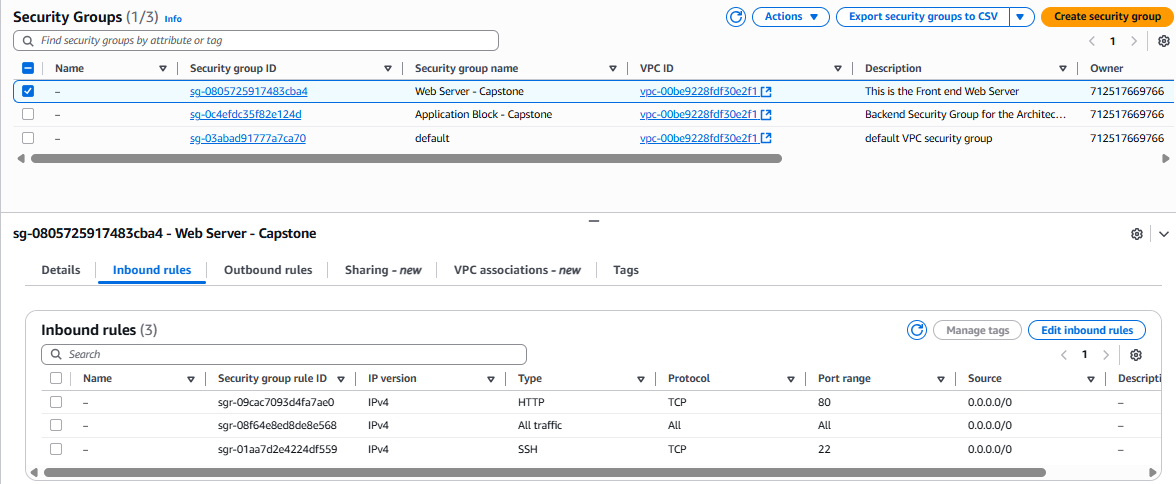 Security Groups (1/3) Info
Actions
Export security groups to CSV
Create security group
Find security groups by attribute or tag
1
Name Security group ID Security group name VPC ID Description Owner
– sg-0805725917483cba4 Web Server - Capstone vpc-00be9228fdf30e2f1 This is the Front end Web Server 712517669766
– sg-0c4efdc35f82e124d Application Block - Capstone vpc-00be9228fdf30e2f1 Backend Security Group for the Architec... 712517669766
– sg-03abad91777a7ca70 default vpc-00be9228fdf30e2f1 default VPC security group 712517669766
sg-0805725917483cba4 - Web Server - Capstone
Details Inbound rules Outbound rules Sharing - new VPC associations - new Tags
Inbound rules (3)
Manage tags
Edit inbound rules
Search
1
Name Security group rule ID IP version Type Protocol Port range Source Descripti
– sgr-09cac7093d4fa7ae0 IPv4 HTTP TCP 80 0.0.0.0/0 –
– sgr-08f64e8ed8de8e568 IPv4 All traffic All All 0.0.0.0/0 –
– sgr-01aa7d2e4224df559 IPv4 SSH TCP 22 0.0.0.0/0 –